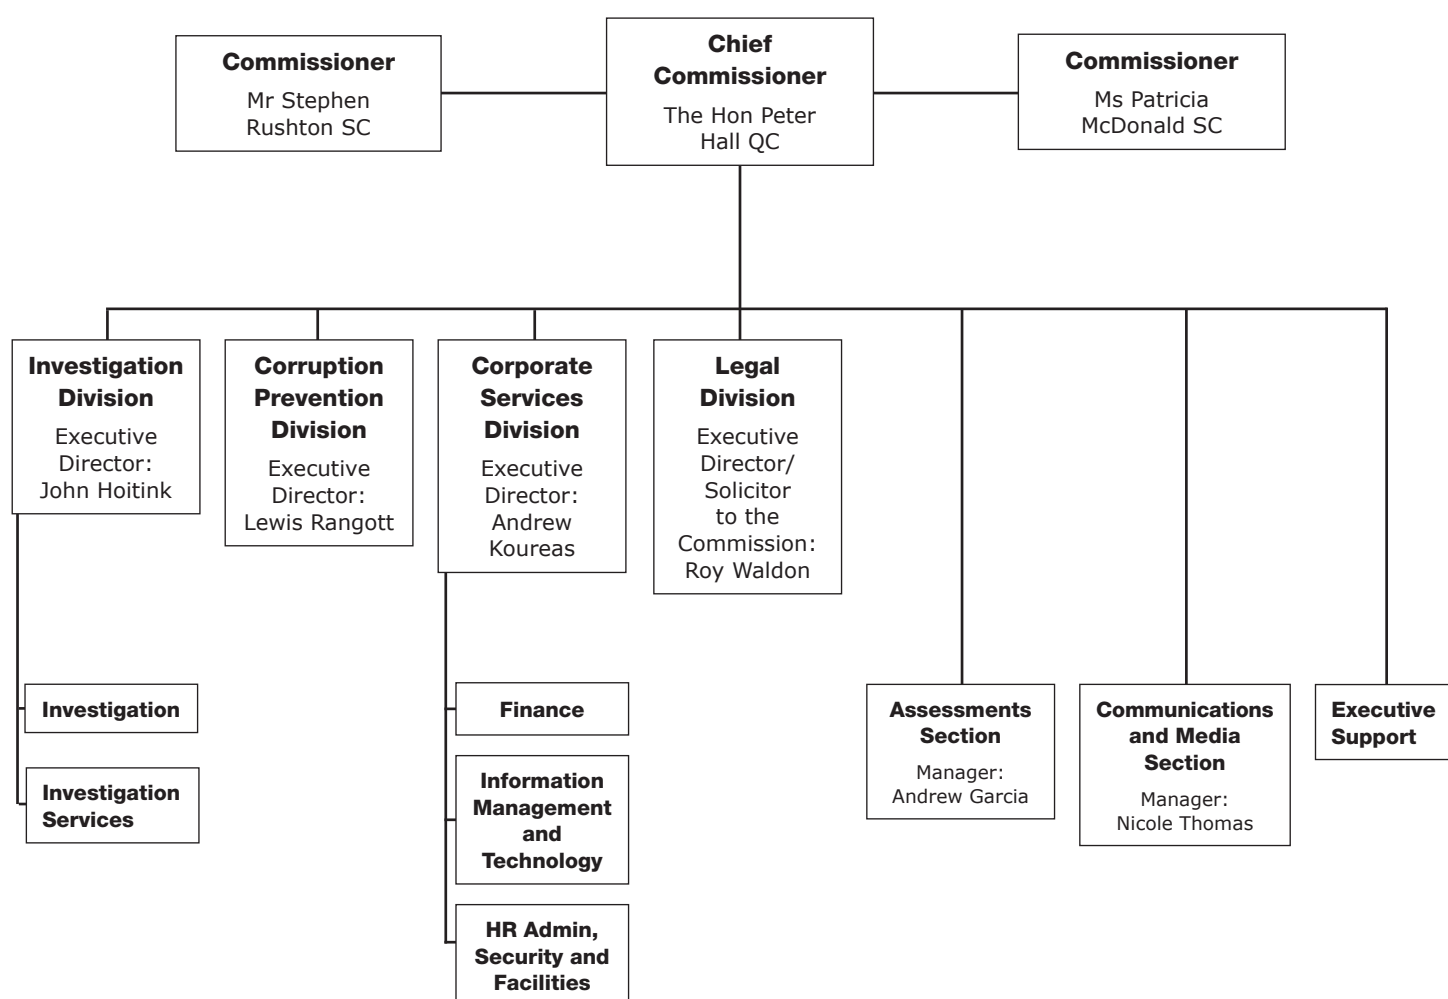 Commissioner
Mr Stephen
Rushton SC
Chief
Commissioner
The Hon Peter
Hall QC
Commissioner
Ms Patricia
McDonald SC
Investigation
Division
Executive
Director:
John Hoitink
Corruption
Prevention
Division
Executive
Director:
Lewis Rangott
Corporate
Services
Division
Executive
Director:
Andrew
Koureas
Legal
Division
Executive
Director/
Solicitor
to the
Commission:
Roy Waldon
Investigation
Investigation
Services
Finance
Information
Management
and
Technology
HR Admin,
Security and
Facilities
Assessments
Section
Manager:
Andrew Garcia
Communications
and Media
Section
Manager:
Nicole Thomas
Executive
Support